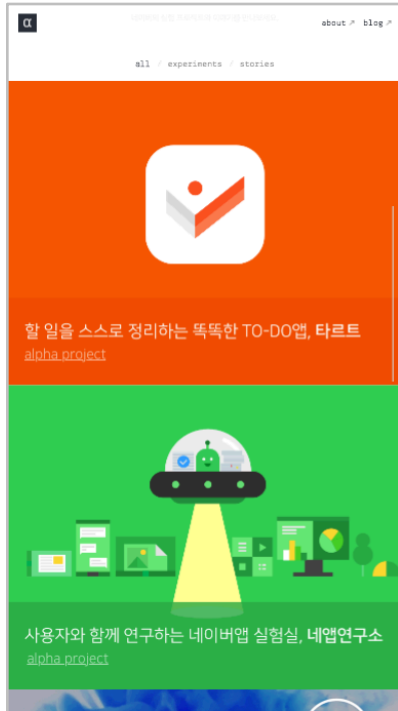 α
about ↗ blog ↗
all / experiments / stories
할 일을 스스로 정리하는 똑똑한 TO-DO앱, 타르트
alpha project
사용자와 함께 연구하는 네이버앱 실험실, 네앱연구소
alpha project